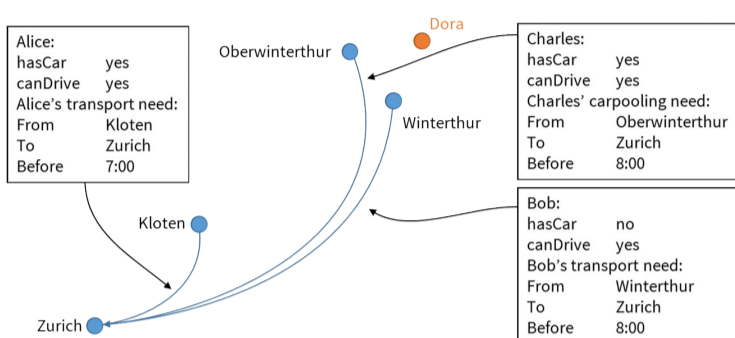 Alice:
hasCar yes
canDrive yes
Alice’s transport need:
From Kloten
To Zurich
Before 7:00
Oberwinterthur
Dora
Winterthur
Kloten
Zurich
Charles:
hasCar yes
canDrive yes
Charles’ carpooling need:
From Oberwinterthur
To Zurich
Before 8:00
Bob:
hasCar no
canDrive yes
Bob’s transport need:
From Winterthur
To Zurich
Before 8:00